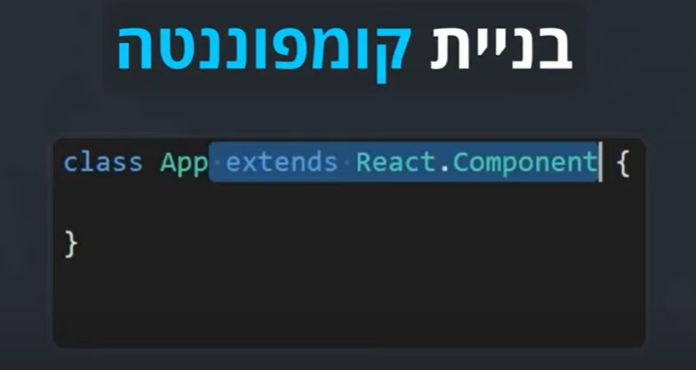 בניית קומפוננטה
class App extends React.Component {
}